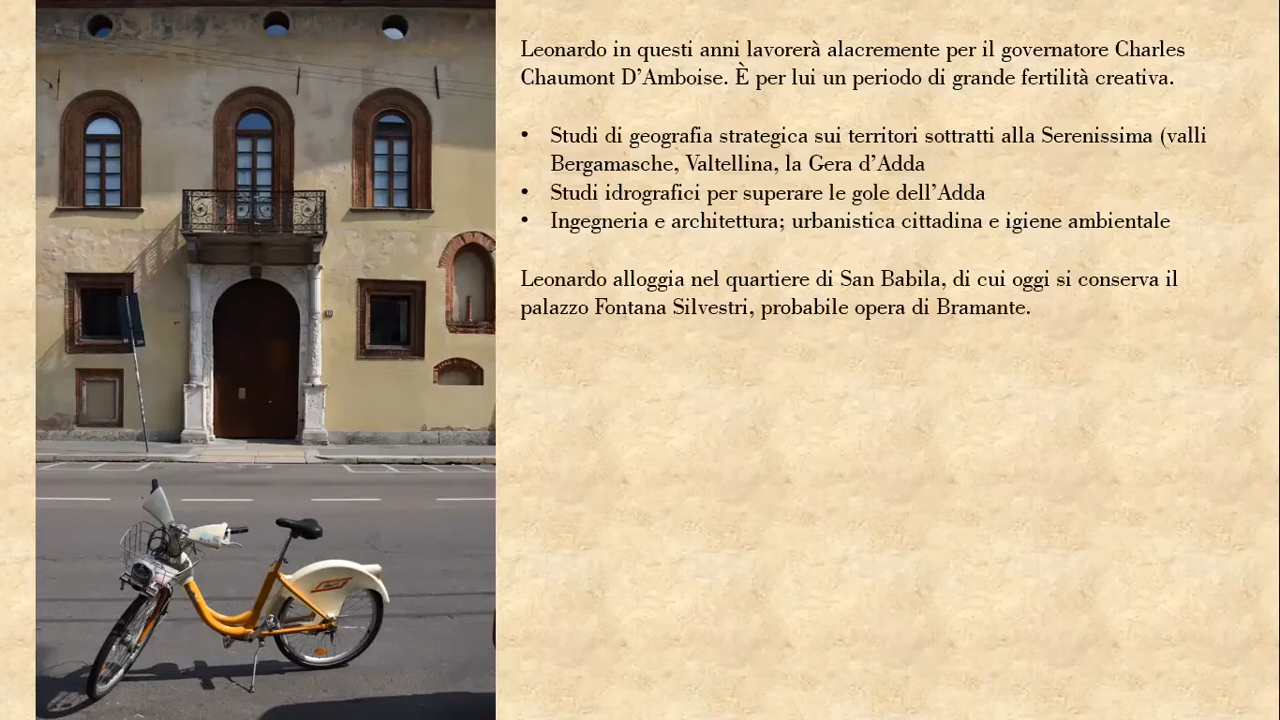 Leonardo in questi anni lavorerà alacremente per il governatore Charles
Chaumont D'Amboise. È per lui un periodo di grande fertilità creativa.
• Studi di geografia strategica sui territori sottratti alla Serenissima (valli
Bergamasche, Valtellina, la Gera d'Adda
• Studi idrografici per superare le gole dell'Adda
• Ingegneria e architettura; urbanistica cittadina e igiene ambientale
Leonardo alloggia nel quartiere di San Babila, di cui oggi si conserva il
palazzo Fontana Silvestri, probabile opera di Bramante.